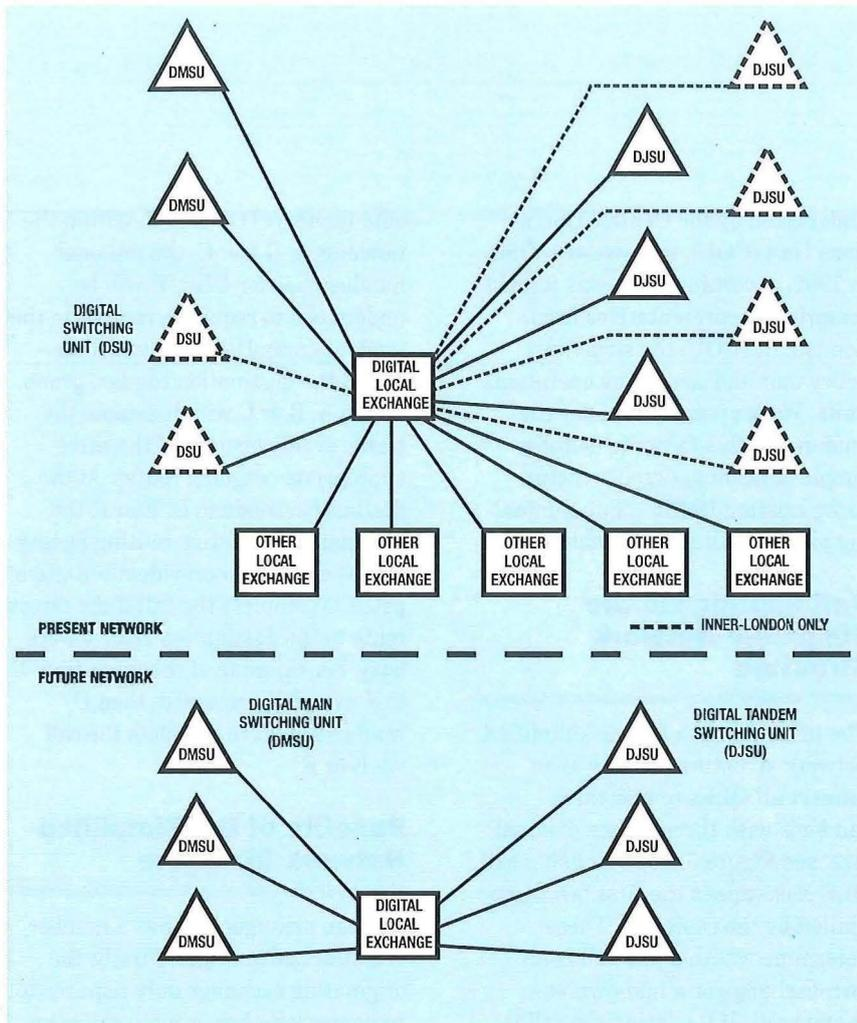 DMSU
DJSU
DJSU
DMSU
DJSU
DJSU
DIGITAL
SWITCHING
UNIT (DSU)
DSU
DJSU
DIGITAL
LOCAL
EXCHANGE
DJSU
DSU
DJSU
OTHER
LOCAL
EXCHANGE
OTHER
LOCAL
EXCHANGE
OTHER
LOCAL
EXCHANGE
OTHER
LOCAL
EXCHANGE
OTHER
LOCAL
EXCHANGE
PRESENT NETWORK
INNER-LONDON ONLY
FUTURE NETWORK
DIGITAL MAIN
SWITCHING UNIT
(DMSU)
DIGITAL TANDEM
SWITCHING UNIT
(DJSU)
DMSU
DJSU
DMSU
DJSU
DMSU
DIGITAL
LOCAL
EXCHANGE
DJSU